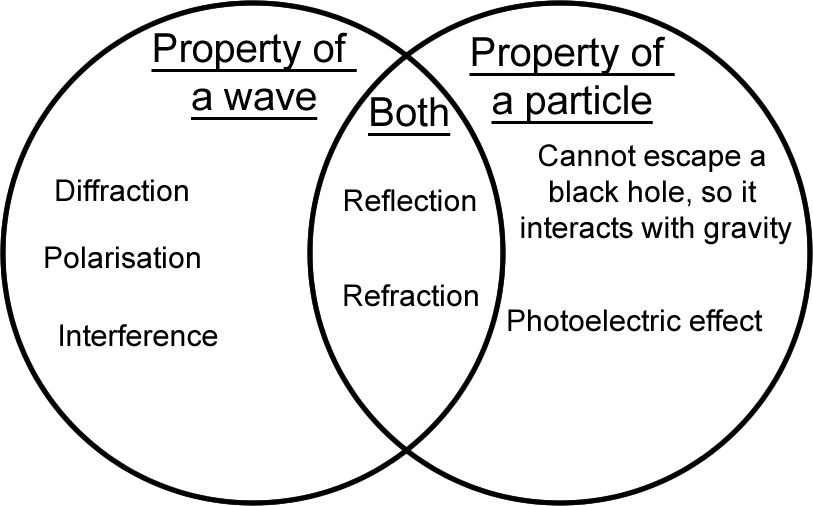 Property of
a wave
Diffraction
Polarisation
Interference
Both
Reflection
Refraction
Property of
a particle
Cannot escape a
black hole, so it
interacts with gravity
Photoelectric effect